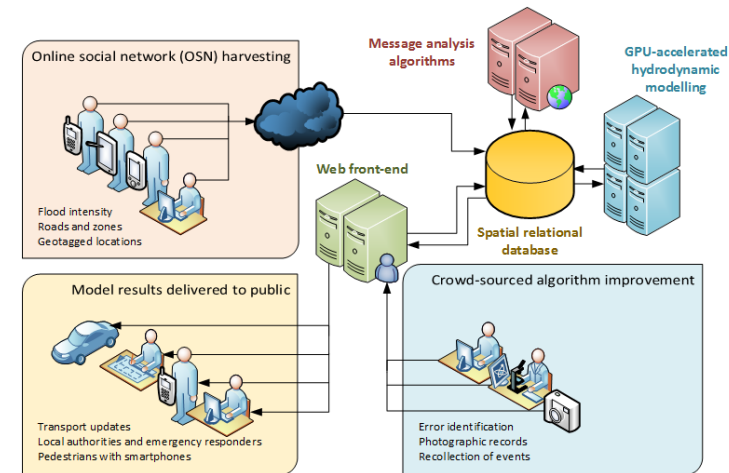 Online social network (OSN) harvesting
Flood intensity
Roads and zones
Geotagged locations
Message analysis
algorithms
GPU-accelerated
hydrodynamic
modelling
Web front-end
Spatial relational
database
Model results delivered to public
Transport updates
Local authorities and emergency responders
Pedestrians with smartphones
Crowd-sourced algorithm improvement
Error identification
Photographic records
Recollection of events